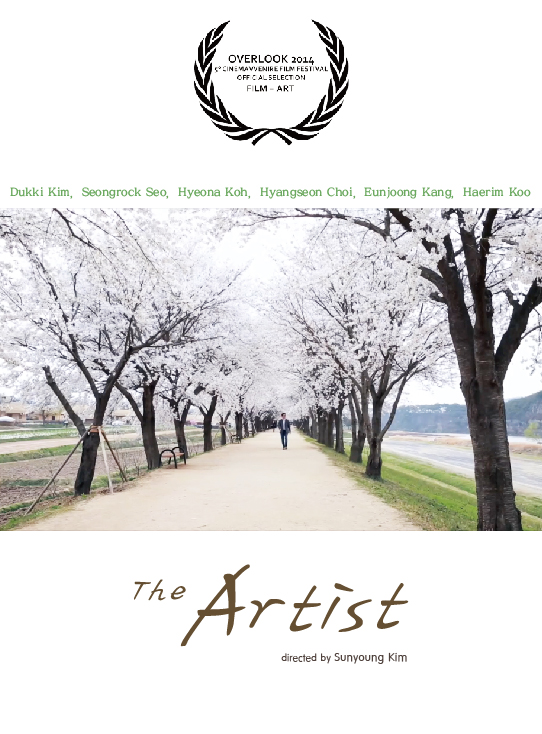 OVERLOOK 2014
5° CINEMAVVENIRE FILM FESTIVAL
OFFICIAL SELECTION
FILM – ART
Dukki Kim, Seongrock Seo, Hyeona Koh, Hyangseon Choi, Eunjoong Kang, Haerim Koo
The Artist
directed by Sunyoung Kim